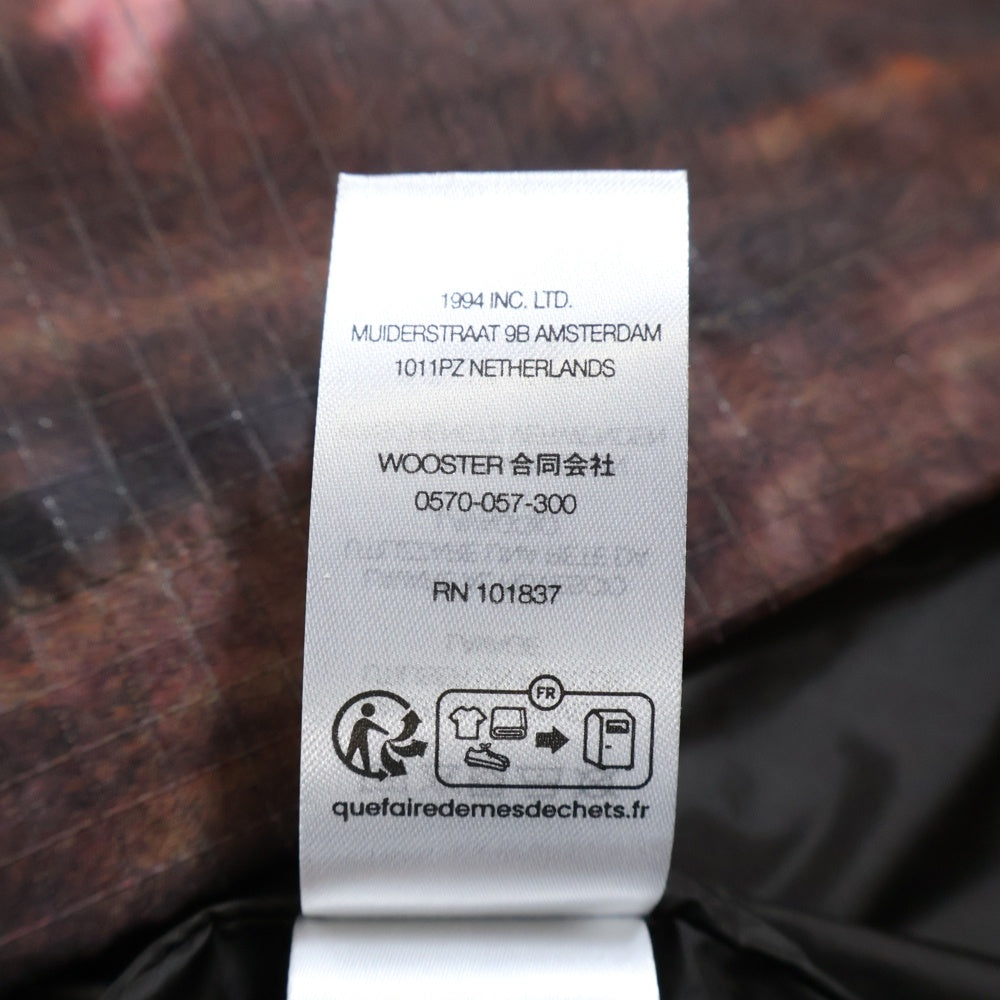 1994 INC. LTD.
MUIDERSTRAAT 9B AMSTERDAM
1011PZ NETHERLANDS
WOOSTER 合同会社
0570-057-300
RN 101837
FR
quefairedemesdechets.fr